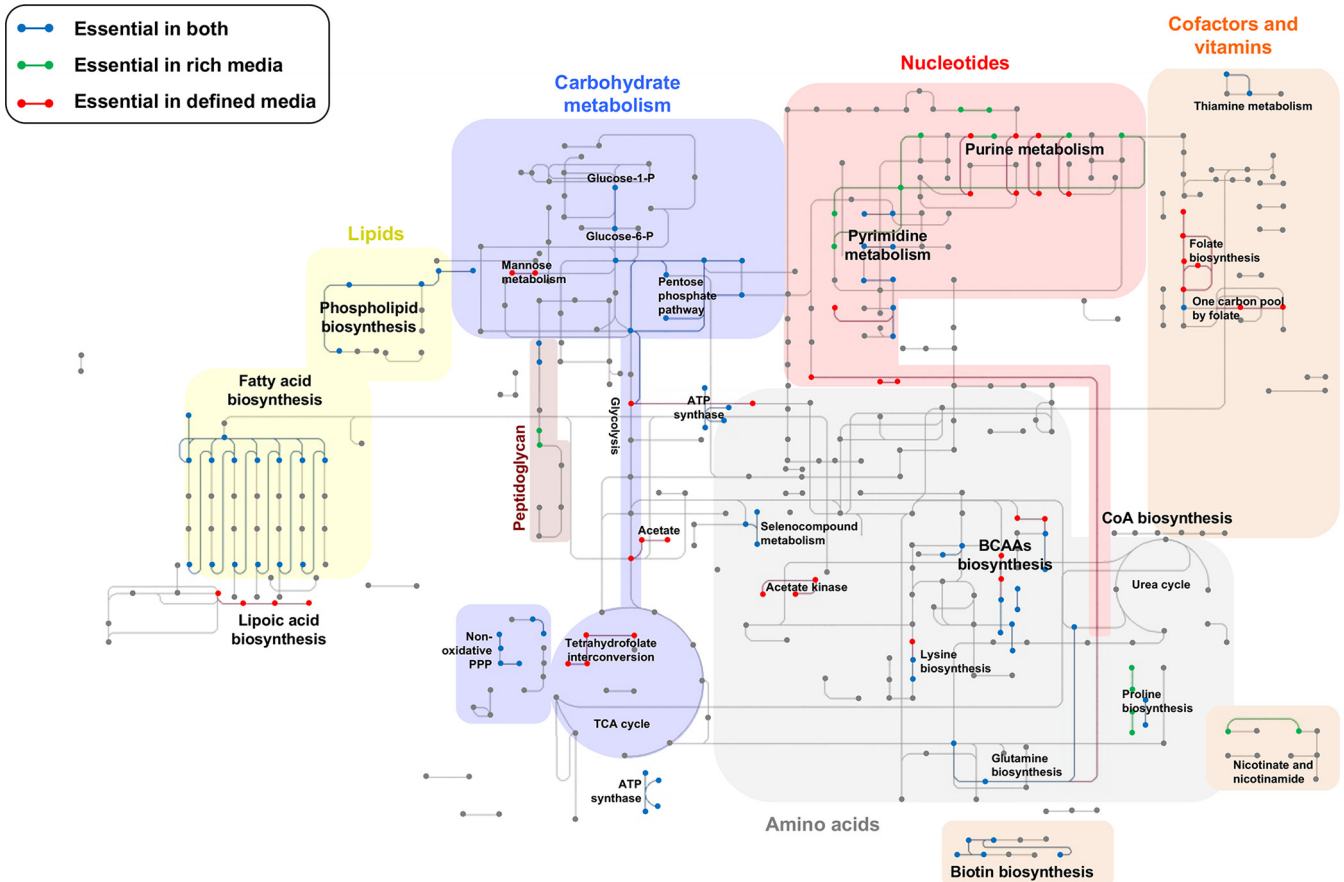 Essential in both
Essential in rich media
Essential in defined media
Cofactors and
vitamins
Nucleotides
Carbohydrate
metabolism
Thiamine metabolism
Purine metabolism
Glucose-1-P
Lipids
Glucose-6-P
Pyrimidine
metabolism
Folate
biosynthesis
Mannose
metabolism
Pentose
phosphate
pathway
One carbon pool
by folate
Phospholipid
biosynthesis
Fatty acid
biosynthesis
ATP
synthase
Glycolysis
Peptidoglycan
Acetate
Selenocompound
metabolism
CoA biosynthesis
BCAAs
biosynthesis
Urea cycle
Acetate kinase
Lipoic acid
biosynthesis
Non-
oxidative
PPP
Tetrahydrofolate
interconversion
Lysine
biosynthesis
Proline
biosynthesis
TCA cycle
Glutamine
biosynthesis
Nicotinate and
nicotinamide
ATP
synthase
Amino acids
Biotin biosynthesis